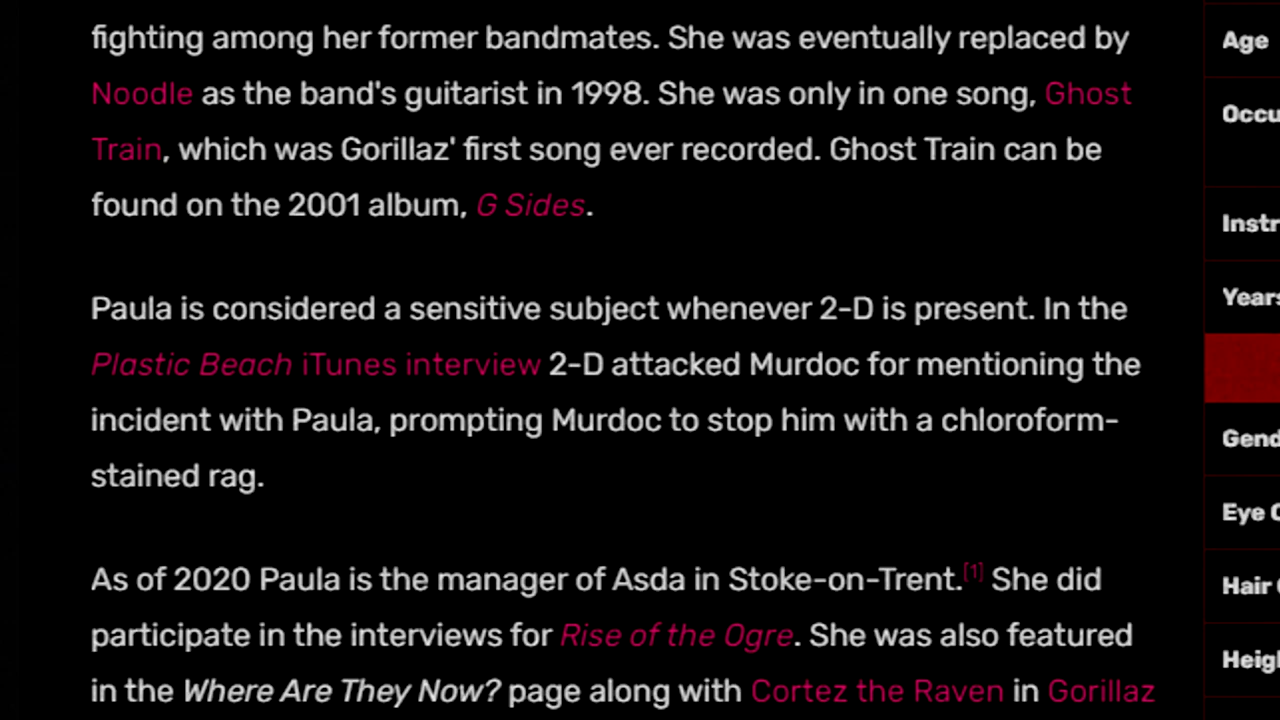 fighting among her former bandmates. She was eventually replaced by
Noodle as the band's guitarist in 1998. She was only in one song, Ghost
Train, which was Gorillaz' first song ever recorded. Ghost Train can be
found on the 2001 album, G Sides.
Paula is considered a sensitive subject whenever 2-D is present. In the
Plastic Beach iTunes interview 2-D attacked Murdoc for mentioning the
incident with Paula, prompting Murdoc to stop him with a chloroform-
stained rag.
As of 2020 Paula is the manager of Asda in Stoke-on-Trent.[1] She did
participate in the interviews for Rise of the Ogre. She was also featured
in the Where Are They Now? page along with Cortez the Raven in Gorillaz
Age
Occu
Instr
Years
Gend
Eye C
Hair
Heigh